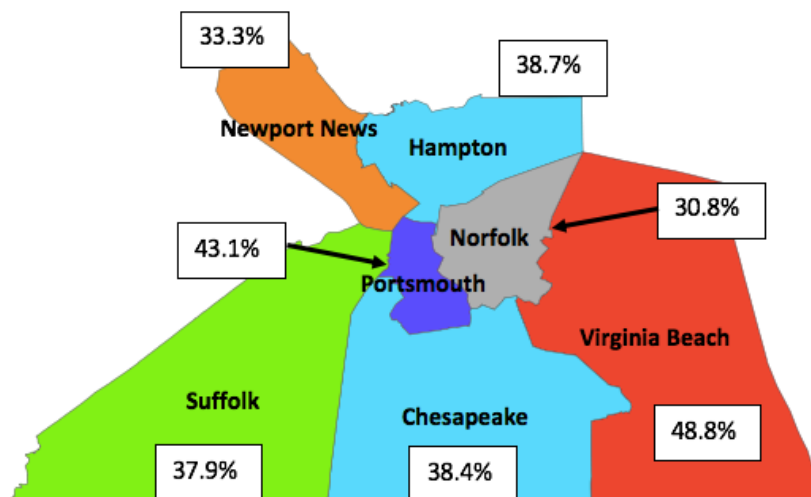 33.3%
38.7%
Newport News
Hampton
30.8%
43.1%
Norfolk
Portsmouth
Virginia Beach
Suffolk
Chesapeake
48.8%
37.9%
38.4%